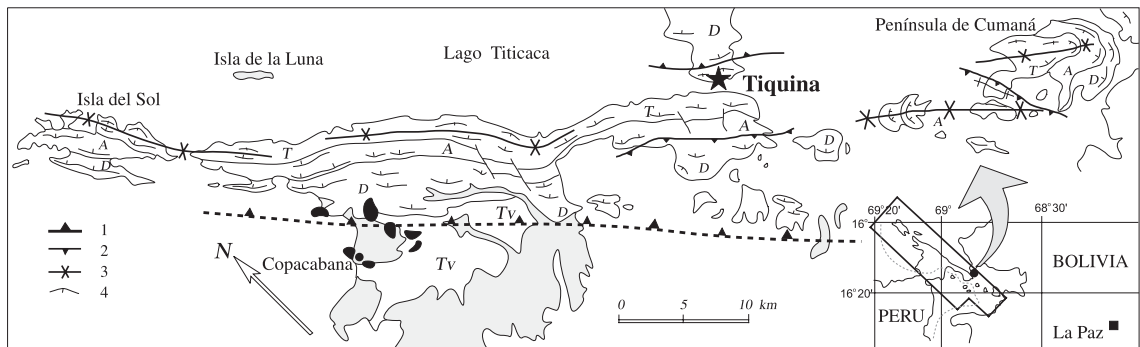 Isla de la Luna
Lago Titicaca
D
Península de Cumaná
Tiquina
T
A
D
Isla del Sol
T
A
A
A
T
A
D
D
D
D
D
Tv
1
2
3
4
N
Copacabana
Tv
0 5 10 km
69°20' 69° 68°30'
16°
16°20'
BOLIVIA
PERU
La Paz